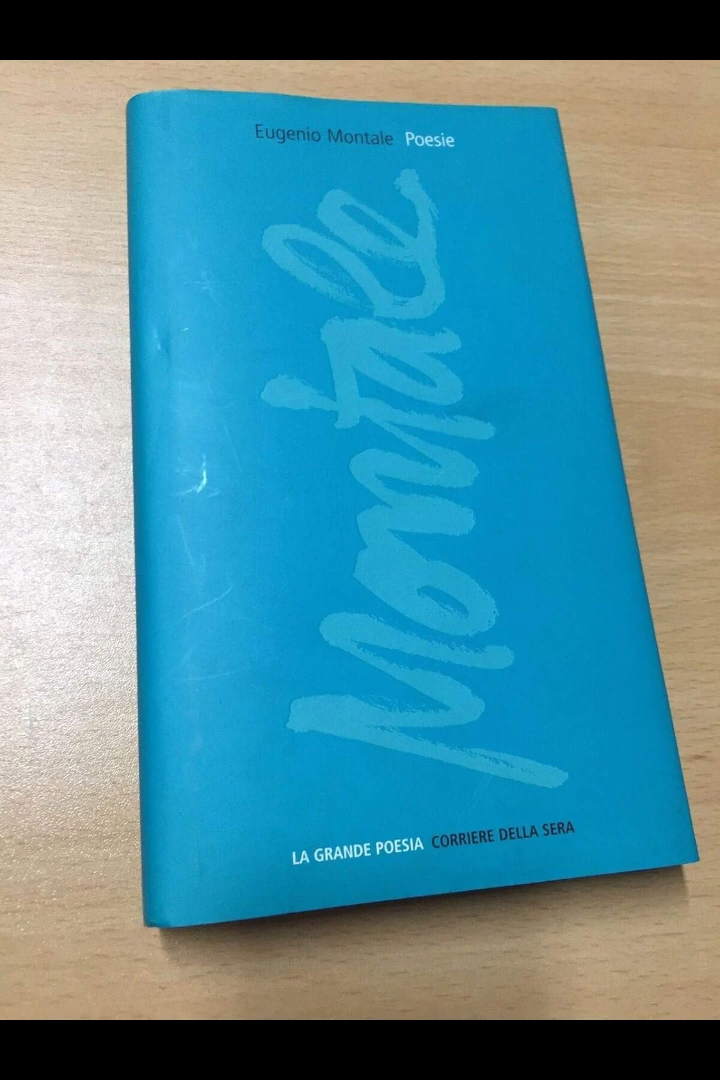 Eugenio Montale Poesie
Montale
LA GRANDE POESIA CORRIERE DELLA SERA